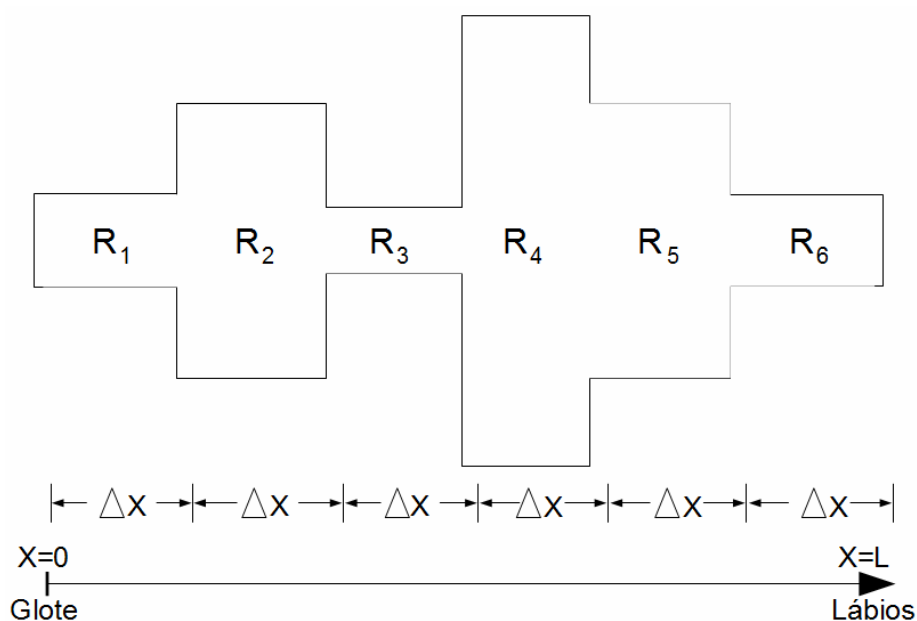 R1 R2 R3 R4 R5 R6
ΔX ΔX ΔX ΔX ΔX ΔX
X=0 X=L
Glote Lábios